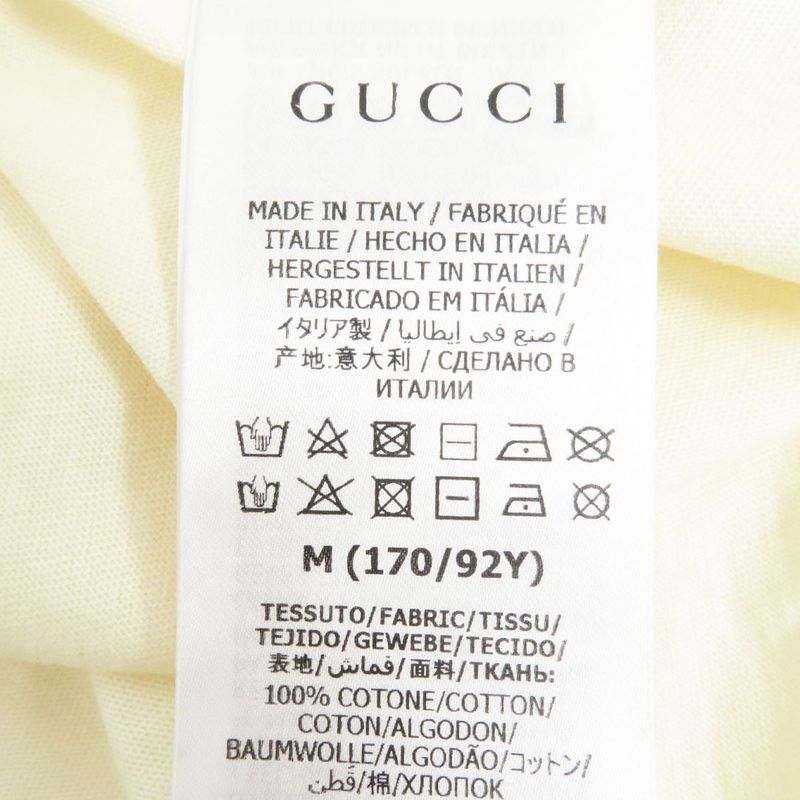 GUCCI
MADE IN ITALY / FABRIQUÉ EN
ITALIE / HECHO EN ITALIA /
HERGESTELLT IN ITALIEN /
FABRICADO EM ITÁLIA /
イタリア製 / صنع في إيطاليا /
产地:意大利 / СДЕЛАНО В
ИТАЛИИ
M (170/92Y)
TESSUTO/FABRIC/TISSU/
TEJIDO/GEWEBE/TECIDO/
表地/قماش/面料/ТКАНЬ:
100% COTONE/COTTON/
COTON/ALGODON/
BAUMWOLLE/ALGODÃO/コットン/
قطن/棉/ХЛОПОК